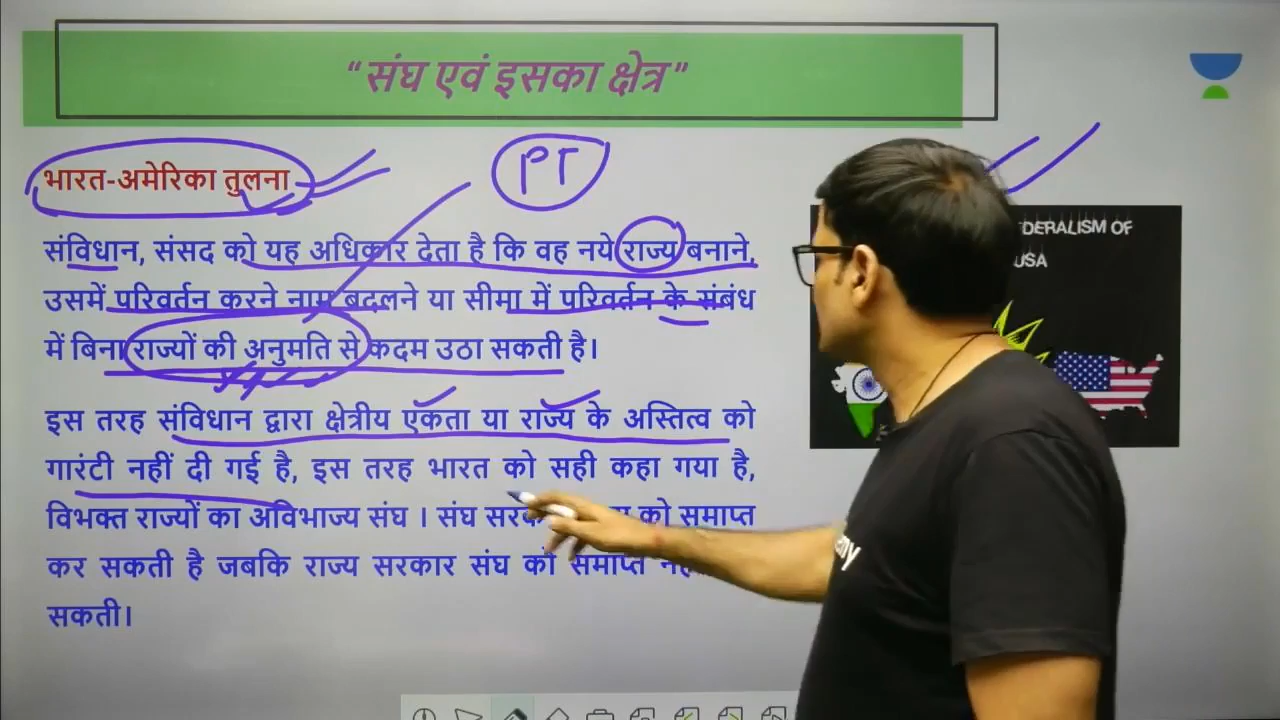 “संघ एवं इसका क्षेत्र”
भारत-अमेरिका तुलना
PT
संविधान, संसद को यह अधिकार देता है कि वह नये राज्य बनाने,
उसमें परिवर्तन करने नाम बदलने या सीमा में परिवर्तन के संबंध
में बिना राज्यों की अनुमति से कदम उठा सकती है।
इस तरह संविधान द्वारा क्षेत्रीय एकता या राज्य के अस्तित्व को
गारंटी नहीं दी गई है, इस तरह भारत को सही कहा गया है,
विभक्त राज्यों का अविभाज्य संघ । संघ को समाप्त
कर सकती है जबकि राज्य सरकार संघ को समाप्त
सकती।
DERALISM OF
USA